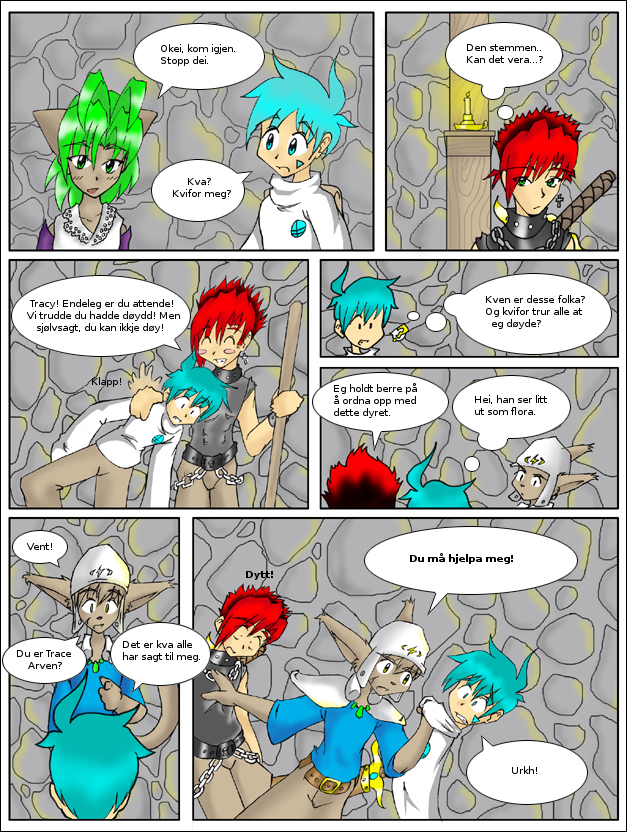 Okei, kom igjen.
Stopp dei.
Kva?
Kvifor meg?
Den stemmen..
Kan det vera...?
Tracy! Endeleg er du attende!
Vi trudde du hadde døydd! Men
sjølvsagt, du kan ikkje døy!
Klapp!
Kven er desse folka?
Og kvifor trur alle at
eg døyde?
Eg holdt berre på
å ordna opp med
dette dyret.
Hei, han ser litt
ut som flora.
Vent!
Du er Trace
Arven?
Det er kva alle
har sagt til meg.
Dytt!
Du må hjelpa meg!
Urkh!